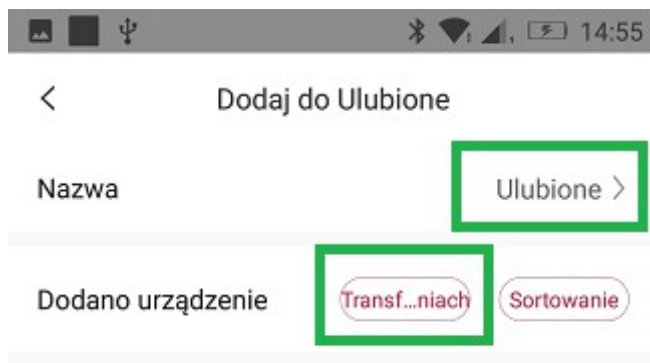 14:55
< Dodaj do Ulubione
Nazwa Ulubione >
Dodano urządzenie Transf...niach Sortowanie